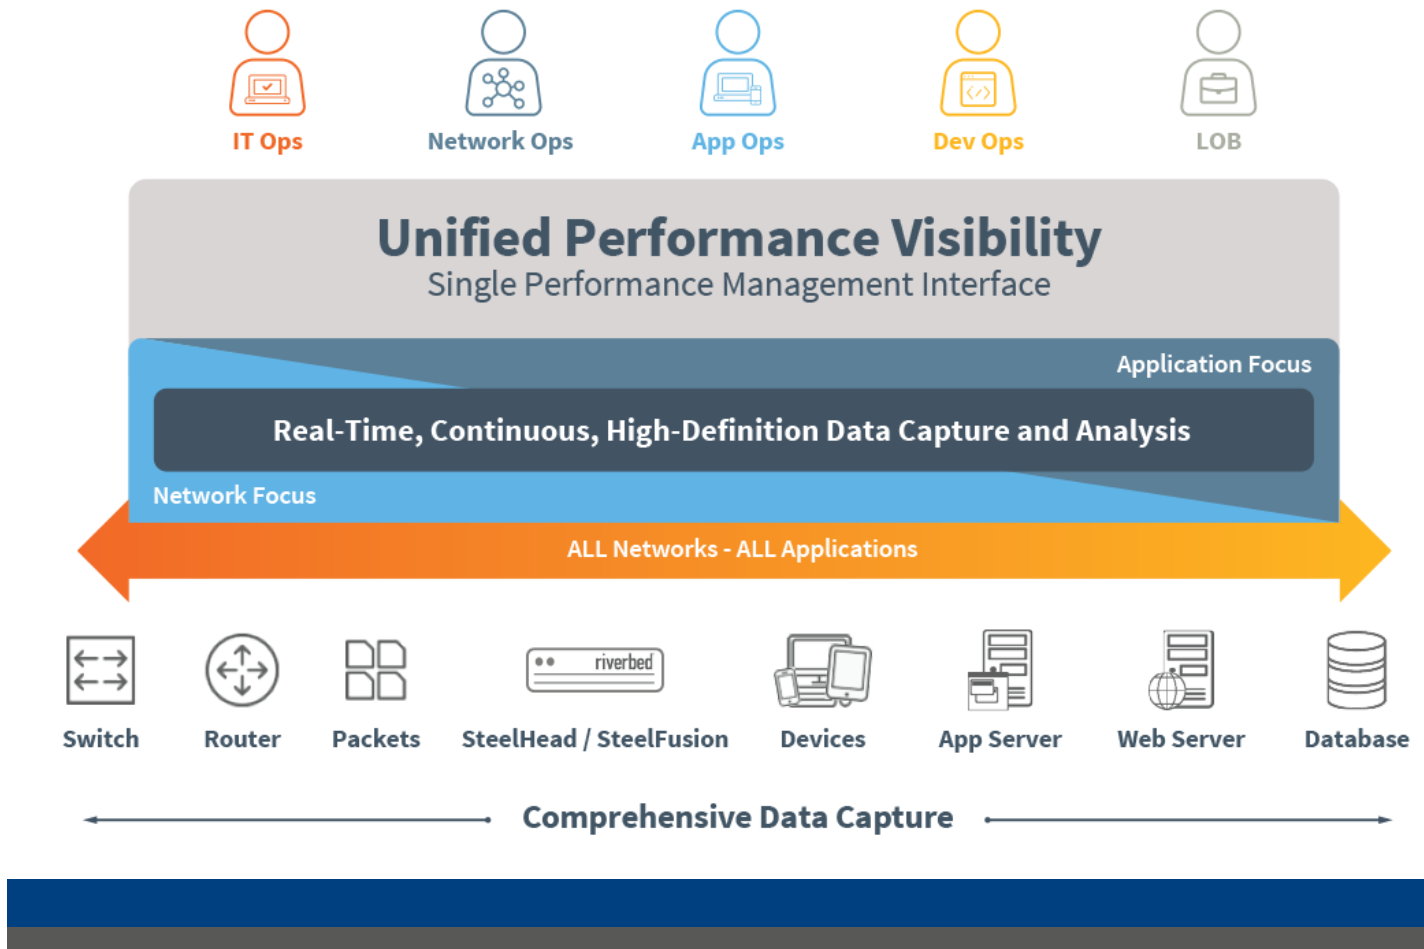 IT Ops
Network Ops
App Ops
Dev Ops
LOB
Unified Performance Visibility
Single Performance Management Interface
Application Focus
Real-Time, Continuous, High-Definition Data Capture and Analysis
Network Focus
ALL Networks - ALL Applications
riverbed
Switch
Router
Packets
SteelHead / SteelFusion
Devices
App Server
Web Server
Database
Comprehensive Data Capture